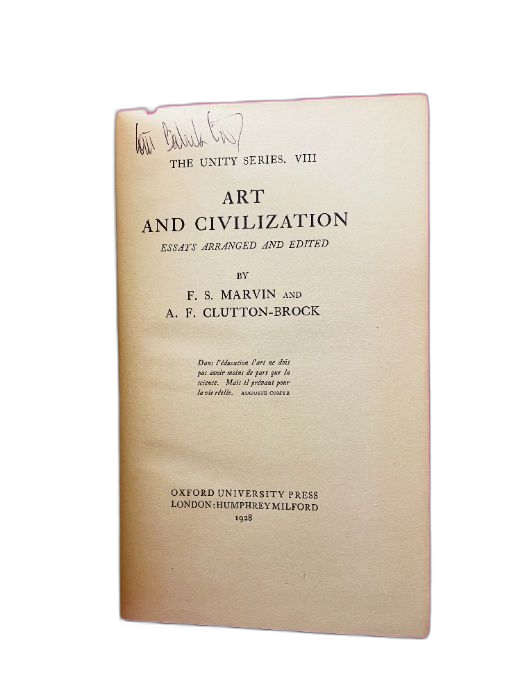 THE UNITY SERIES. VIII
ART
AND CIVILIZATION
ESSAYS ARRANGED AND EDITED
BY
F. S. MARVIN AND
A. F. CLUTTON-BROCK
Dans l'éducation l'art ne doit
pas avoir moins de part que la
science. Mais il prévaut pour
la vie réelle. AUGUSTE COMTE
OXFORD UNIVERSITY PRESS
LONDON: HUMPHREY MILFORD
1928